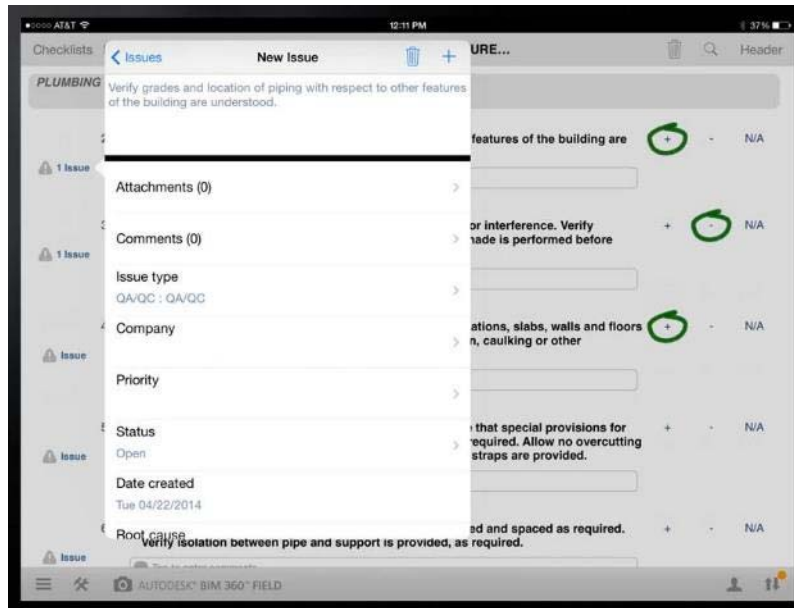 AT&T 12:11 PM 37%
Checklists Issues New Issue + URE... Header
PLUMBING
Verify grades and location of piping with respect to other features
of the building are understood.
features of the building are + - N/A
1 Issue
Attachments (0)
3 or interference. Verify + - N/A
Comments (0) made is performed before
1 Issue
Issue type
QA/QC : QA/QC
Company
ations, slabs, walls and floors + - N/A
n, caulking or other
Issue
Priority
Status
Open
that special provisions for + - N/A
required. Allow no overcutting
straps are provided.
Issue
Date created
Tue 04/22/2014
Root cause
ed and spaced as required. + - N/A
Verify isolation between pipe and support is provided, as required.
Issue
AUTODESK® BIM 360™ FIELD